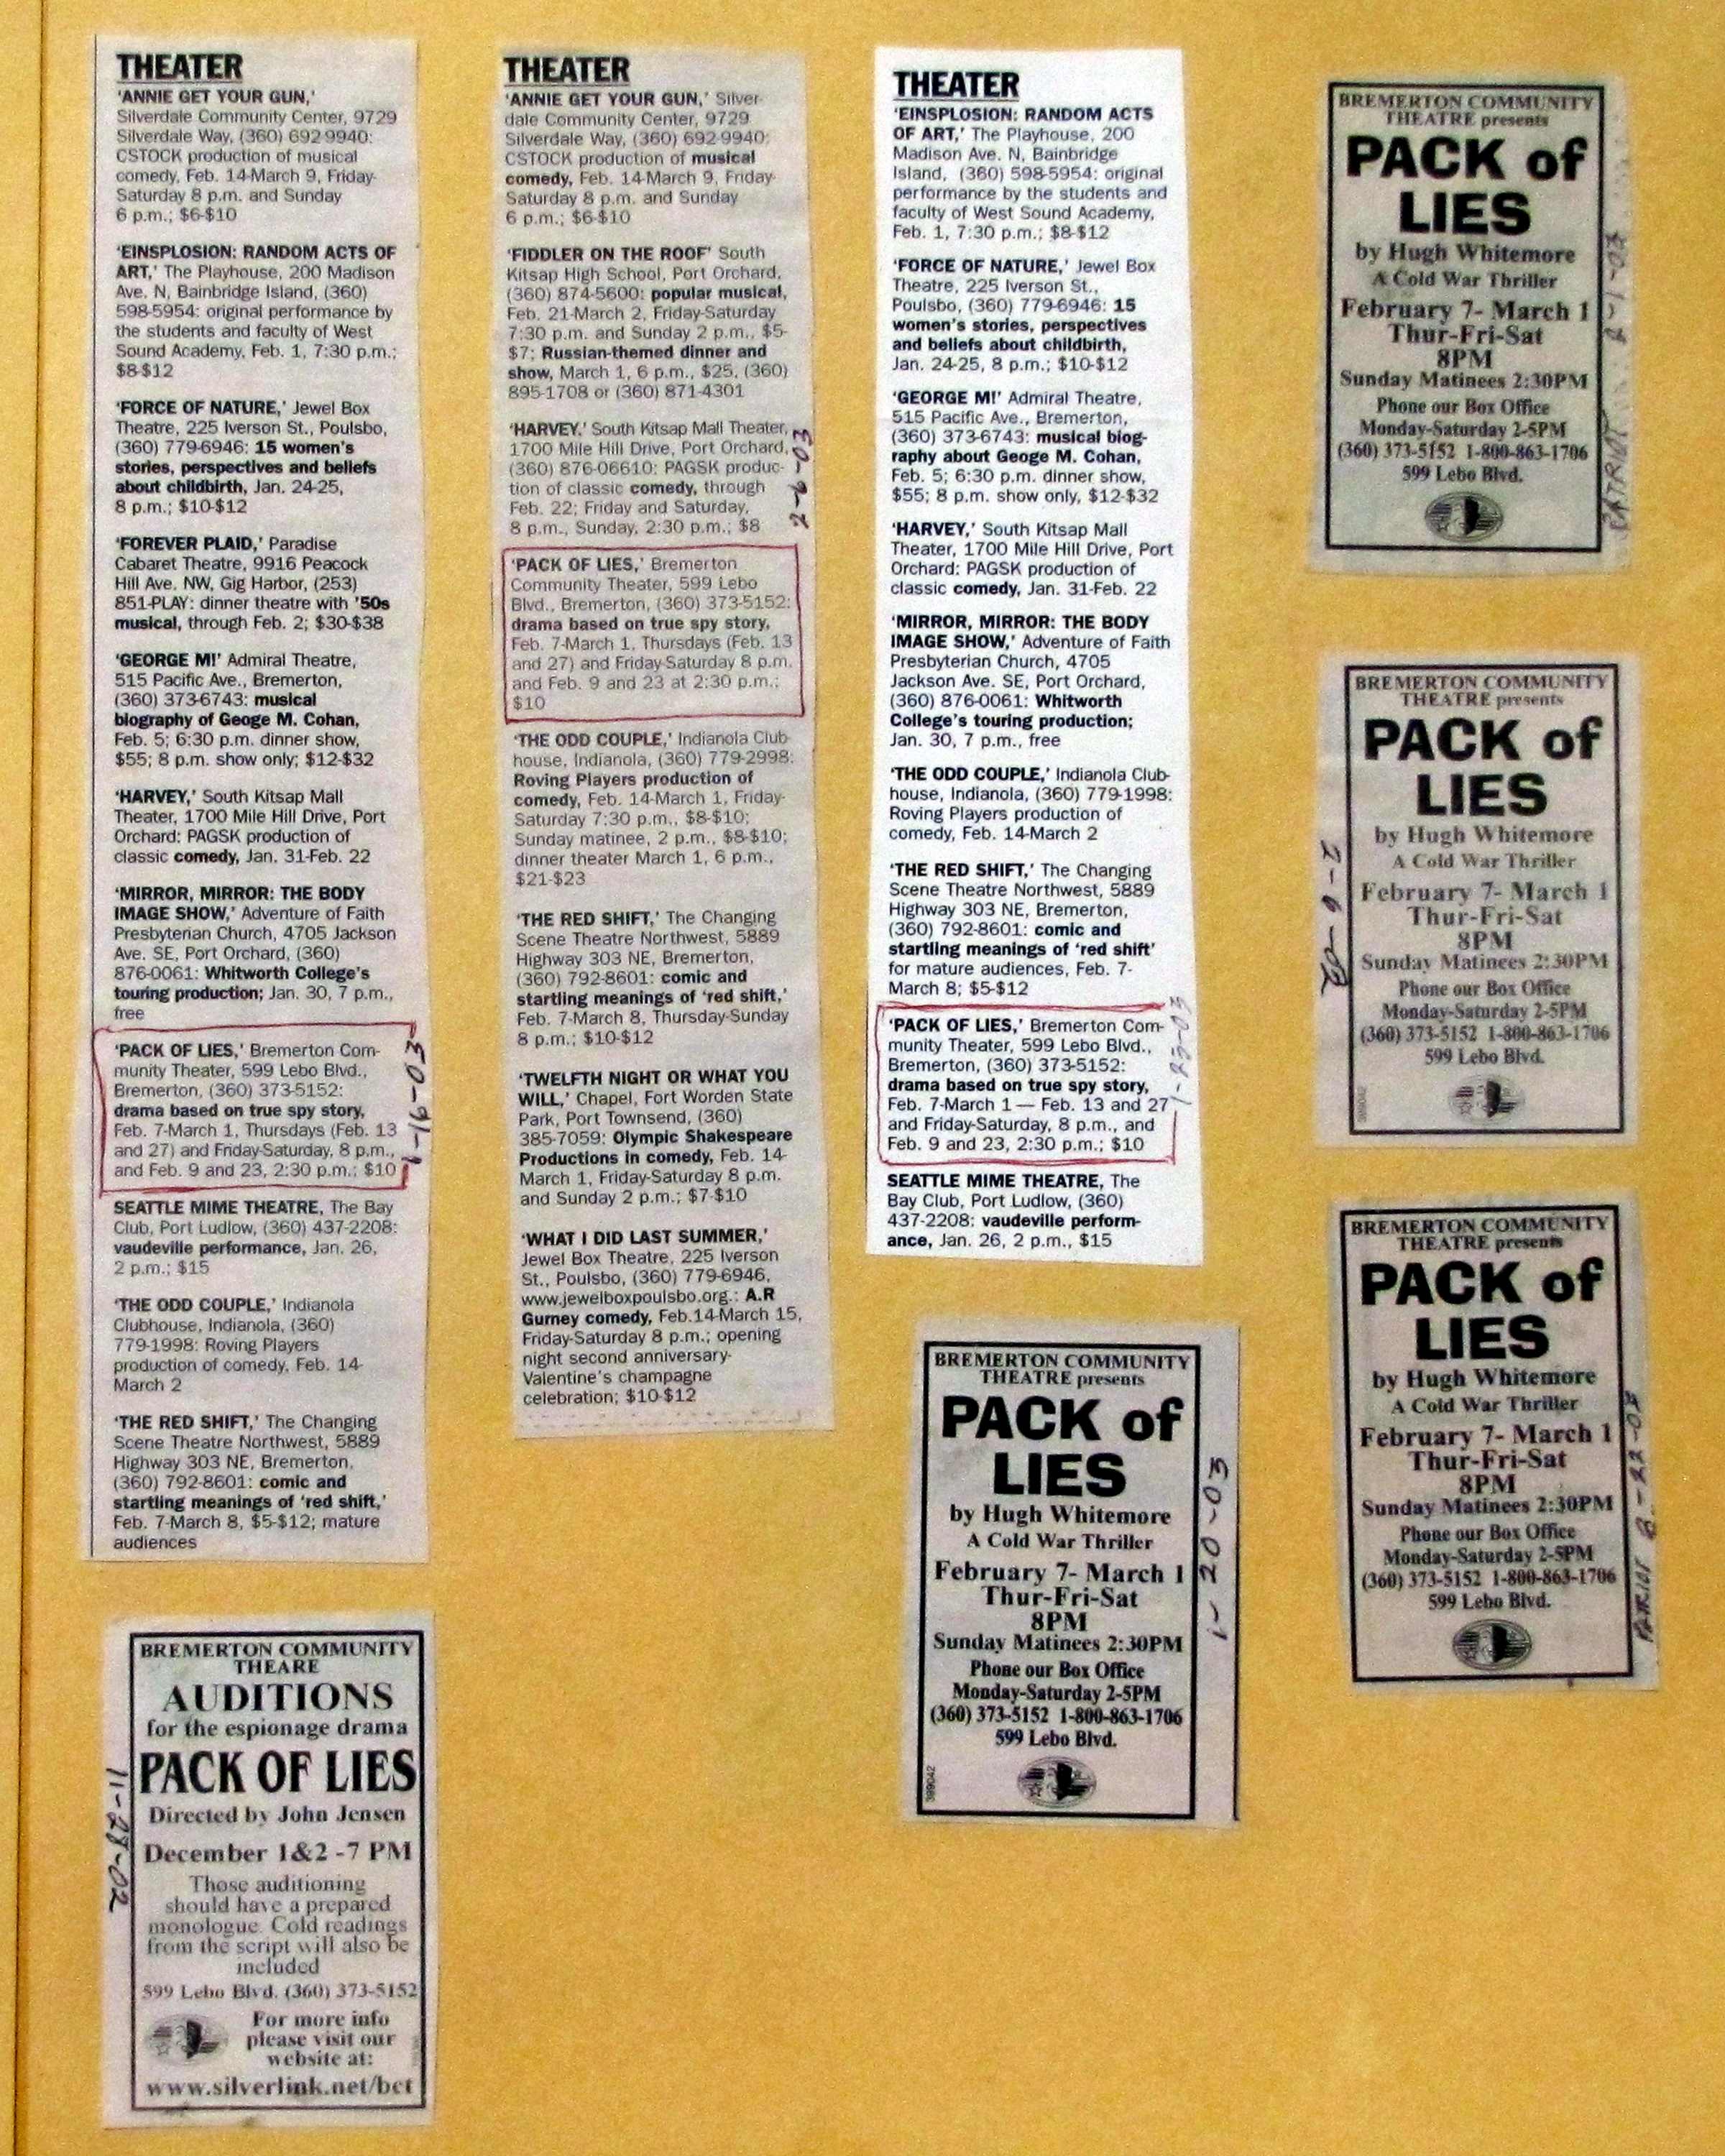 THEATER
'ANNIE GET YOUR GUN,'
Silverdale Community Center, 9729
Silverdale Way, (360) 692-9940:
CSTOCK production of musical
comedy, Feb. 14-March 9, Friday-
Saturday 8 p.m. and Sunday
6 p.m.; $6-$10
'EINSPLOSION: RANDOM ACTS OF
ART,' The Playhouse, 200 Madison
Ave. N, Bainbridge Island, (360)
598-5954: original performance by
the students and faculty of West
Sound Academy, Feb. 1, 7:30 p.m.;
$8-$12
'FORCE OF NATURE,' Jewel Box
Theatre, 225 Iverson St., Poulsbo,
(360) 779-6946: 15 women's
stories, perspectives and beliefs
about childbirth, Jan. 24-25,
8 p.m.; $10-$12
'FOREVER PLAID,' Paradise
Cabaret Theatre, 9916 Peacock
Hill Ave. NW, Gig Harbor, (253)
851-PLAY: dinner theatre with '50s
musical, through Feb. 2; $30-$38
'GEORGE M!' Admiral Theatre,
515 Pacific Ave., Bremerton,
(360) 373-6743: musical
biography of Geoge M. Cohan,
Feb. 5; 6:30 p.m. dinner show,
$55; 8 p.m. show only; $12-$32
'HARVEY,' South Kitsap Mall
Theater, 1700 Mile Hill Drive, Port
Orchard: PAGSK production of
classic comedy, Jan. 31-Feb. 22
'MIRROR, MIRROR: THE BODY
IMAGE SHOW,' Adventure of Faith
Presbyterian Church, 4705 Jackson
Ave. SE, Port Orchard, (360)
876-0061: Whitworth College's
touring production; Jan. 30, 7 p.m.,
free
'PACK OF LIES,' Bremerton Com-
munity Theater, 599 Lebo Blvd.,
Bremerton, (360) 373-5152:
drama based on true spy story,
Feb. 7-March 1, Thursdays (Feb. 13
and 27) and Friday-Saturday, 8 p.m.,
and Feb. 9 and 23, 2:30 p.m.; $10
1-16-03
SEATTLE MIME THEATRE, The Bay
Club, Port Ludlow, (360) 437-2208:
vaudeville performance, Jan. 26,
2 p.m.; $15
'THE ODD COUPLE,' Indianola
Clubhouse, Indianola, (360)
779-1998: Roving Players
production of comedy, Feb. 14-
March 2
'THE RED SHIFT,' The Changing
Scene Theatre Northwest, 5889
Highway 303 NE, Bremerton,
(360) 792-8601: comic and
startling meanings of 'red shift,'
Feb. 7-March 8, $5-$12; mature
audiences
BREMERTON COMMUNITY
THEARE
AUDITIONS
for the espionage drama
PACK OF LIES
Directed by John Jensen
December 1&2 -7 PM
Those auditioning
should have a prepared
monologue. Cold readings
from the script will also be
included
599 Lebo Blvd. (360) 373-5152
For more info
please visit our
website at:
www.silverlink.net/bct
11-28-02
THEATER
'ANNIE GET YOUR GUN,' Silver-
dale Community Center, 9729
Silverdale Way, (360) 692-9940:
CSTOCK production of musical
comedy, Feb. 14-March 9, Friday-
Saturday 8 p.m. and Sunday
6 p.m.; $6-$10
'FIDDLER ON THE ROOF' South
Kitsap High School, Port Orchard,
(360) 874-5600: popular musical,
Feb. 21-March 2, Friday-Saturday
7:30 p.m. and Sunday 2 p.m., $5-
$7; Russian-themed dinner and
show, March 1, 6 p.m., $25, (360)
895-1708 or (360) 871-4301
'HARVEY,' South Kitsap Mall Theater,
1700 Mile Hill Drive, Port Orchard,
(360) 876-06610: PAGSK produc-
tion of classic comedy, through
Feb. 22; Friday and Saturday,
8 p.m., Sunday, 2:30 p.m.; $8
2-6-03
'PACK OF LIES,' Bremerton
Community Theater, 599 Lebo
Blvd., Bremerton, (360) 373-5152:
drama based on true spy story,
Feb. 7-March 1, Thursdays (Feb. 13
and 27) and Friday-Saturday 8 p.m.
and Feb. 9 and 23 at 2:30 p.m.;
$10
'THE ODD COUPLE,' Indianola Club-
house, Indianola, (360) 779-2998:
Roving Players production of
comedy, Feb. 14-March 1, Friday-
Saturday 7:30 p.m., $8-$10;
Sunday matinee, 2 p.m., $8-$10;
dinner theater March 1, 6 p.m.,
$21-$23
'THE RED SHIFT,' The Changing
Scene Theatre Northwest, 5889
Highway 303 NE, Bremerton,
(360) 792-8601: comic and
startling meanings of 'red shift,'
Feb. 7-March 8, Thursday-Sunday
8 p.m.; $10-$12
'TWELFTH NIGHT OR WHAT YOU
WILL,' Chapel, Fort Worden State
Park, Port Townsend, (360)
385-7059: Olympic Shakespeare
Productions in comedy, Feb. 14-
March 1, Friday-Saturday 8 p.m.
and Sunday 2 p.m.; $7-$10
'WHAT I DID LAST SUMMER,'
Jewel Box Theatre, 225 Iverson
St., Poulsbo, (360) 779-6946,
www.jewelboxpoulsbo.org.: A.R
Gurney comedy, Feb.14-March 15,
Friday-Saturday 8 p.m.; opening
night second anniversary-
Valentine's champagne
celebration; $10-$12
THEATER
'EINSPLOSION: RANDOM ACTS
OF ART,' The Playhouse, 200
Madison Ave. N, Bainbridge
Island, (360) 598-5954: original
performance by the students and
faculty of West Sound Academy,
Feb. 1, 7:30 p.m.; $8-$12
'FORCE OF NATURE,' Jewel Box
Theatre, 225 Iverson St.,
Poulsbo, (360) 779-6946: 15
women's stories, perspectives
and beliefs about childbirth,
Jan. 24-25, 8 p.m.; $10-$12
'GEORGE M!' Admiral Theatre,
515 Pacific Ave., Bremerton,
(360) 373-6743: musical biog-
raphy about Geoge M. Cohan,
Feb. 5; 6:30 p.m. dinner show,
$55; 8 p.m. show only, $12-$32
'HARVEY,' South Kitsap Mall
Theater, 1700 Mile Hill Drive, Port
Orchard: PAGSK production of
classic comedy, Jan. 31-Feb. 22
'MIRROR, MIRROR: THE BODY
IMAGE SHOW,' Adventure of Faith
Presbyterian Church, 4705
Jackson Ave. SE, Port Orchard,
(360) 876-0061: Whitworth
College's touring production;
Jan. 30, 7 p.m., free
'THE ODD COUPLE,' Indianola Club-
house, Indianola, (360) 779-1998:
Roving Players production of
comedy, Feb. 14-March 2
'THE RED SHIFT,' The Changing
Scene Theatre Northwest, 5889
Highway 303 NE, Bremerton,
(360) 792-8601: comic and
startling meanings of 'red shift'
for mature audiences, Feb. 7-
March 8; $5-$12
'PACK OF LIES,' Bremerton Com-
munity Theater, 599 Lebo Blvd.,
Bremerton, (360) 373-5152:
drama based on true spy story,
Feb. 7-March 1 — Feb. 13 and 27
and Friday-Saturday, 8 p.m., and
Feb. 9 and 23, 2:30 p.m.; $10
1-23-03
SEATTLE MIME THEATRE, The
Bay Club, Port Ludlow, (360)
437-2208: vaudeville perform-
ance, Jan. 26, 2 p.m., $15
BREMERTON COMMUNITY
THEATRE presents
PACK of
LIES
by Hugh Whitemore
A Cold War Thriller
February 7- March 1
Thur-Fri-Sat
8PM
Sunday Matinees 2:30PM
Phone our Box Office
Monday-Saturday 2-5PM
(360) 373-5152 1-800-863-1706
599 Lebo Blvd.
389042
1-20-03
BREMERTON COMMUNITY
THEATRE presents
PACK of
LIES
by Hugh Whitemore
A Cold War Thriller
February 7- March 1
Thur-Fri-Sat
8PM
Sunday Matinees 2:30PM
Phone our Box Office
Monday-Saturday 2-5PM
(360) 373-5152 1-800-863-1706
599 Lebo Blvd.
PATRIOT 2-1-03
BREMERTON COMMUNITY
THEATRE presents
PACK of
LIES
by Hugh Whitemore
A Cold War Thriller
February 7- March 1
Thur-Fri-Sat
8PM
Sunday Matinees 2:30PM
Phone our Box Office
Monday-Saturday 2-5PM
(360) 373-5152 1-800-863-1706
599 Lebo Blvd.
389042
BREMERTON COMMUNITY
THEATRE presents
PACK of
LIES
by Hugh Whitemore
A Cold War Thriller
February 7- March 1
Thur-Fri-Sat
8PM
Sunday Matinees 2:30PM
Phone our Box Office
Monday-Saturday 2-5PM
(360) 373-5152 1-800-863-1706
599 Lebo Blvd.